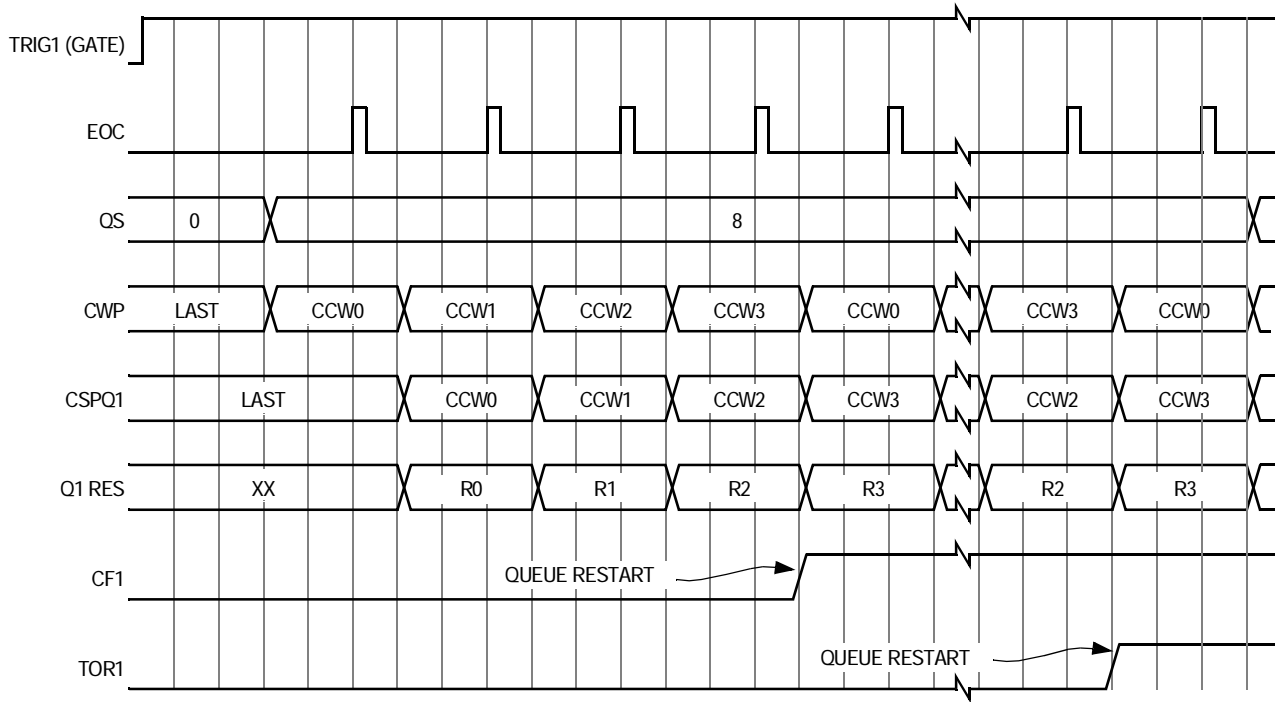 TRIG1 (GATE)
EOC
QS 0 8
CWP LAST CCW0 CCW1 CCW2 CCW3 CCW0 CCW3 CCW0
CSPQ1 LAST CCW0 CCW1 CCW2 CCW3 CCW2 CCW3
Q1 RES XX R0 R1 R2 R3 R2 R3
CF1 QUEUE RESTART
TOR1 QUEUE RESTART